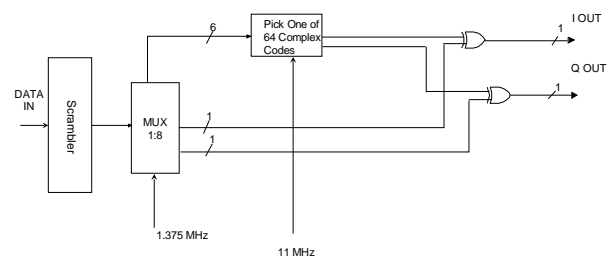 6
Pick One of
64 Complex
Codes
I OUT
1
Q OUT
1
DATA
IN
Scrambler
MUX
1:8
1
1
1.375 MHz
11 MHz